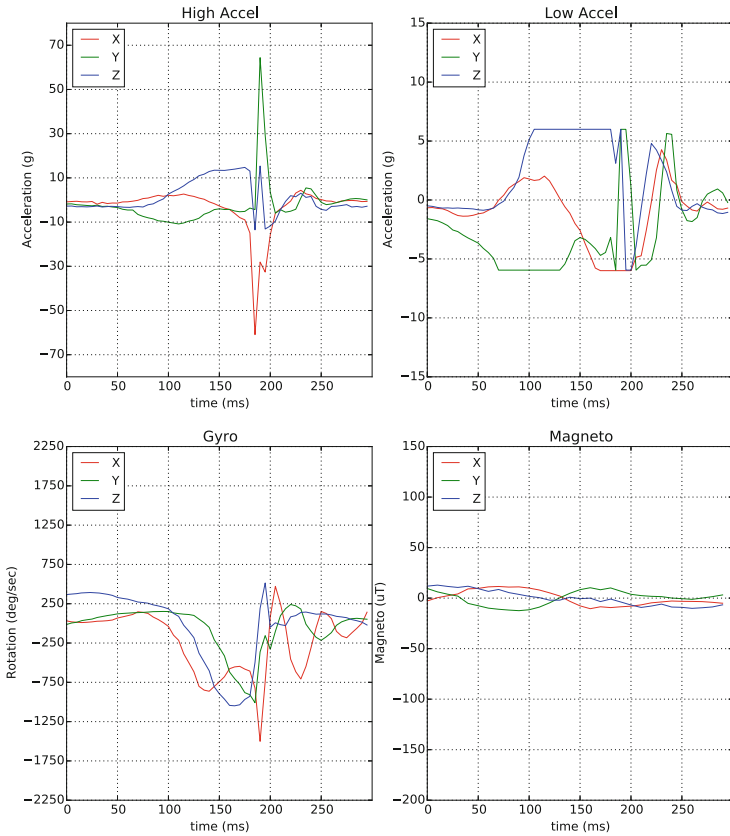 High Accel
X
Y
Z
70
50
30
10
−10
−30
−50
−70
Acceleration (g)
0
50
100
150
200
250
time (ms)
Low Accel
X
Y
Z
15
10
5
0
−5
−10
−15
Acceleration (g)
0
50
100
150
200
250
time (ms)
Gyro
X
Y
Z
2250
1750
1250
750
250
−250
−750
−1250
−1750
−2250
Rotation (deg/sec)
0
50
100
150
200
250
time (ms)
Magneto
X
Y
Z
150
100
50
0
−50
−100
−150
−200
Magneto (uT)
0
50
100
150
200
250
time (ms)